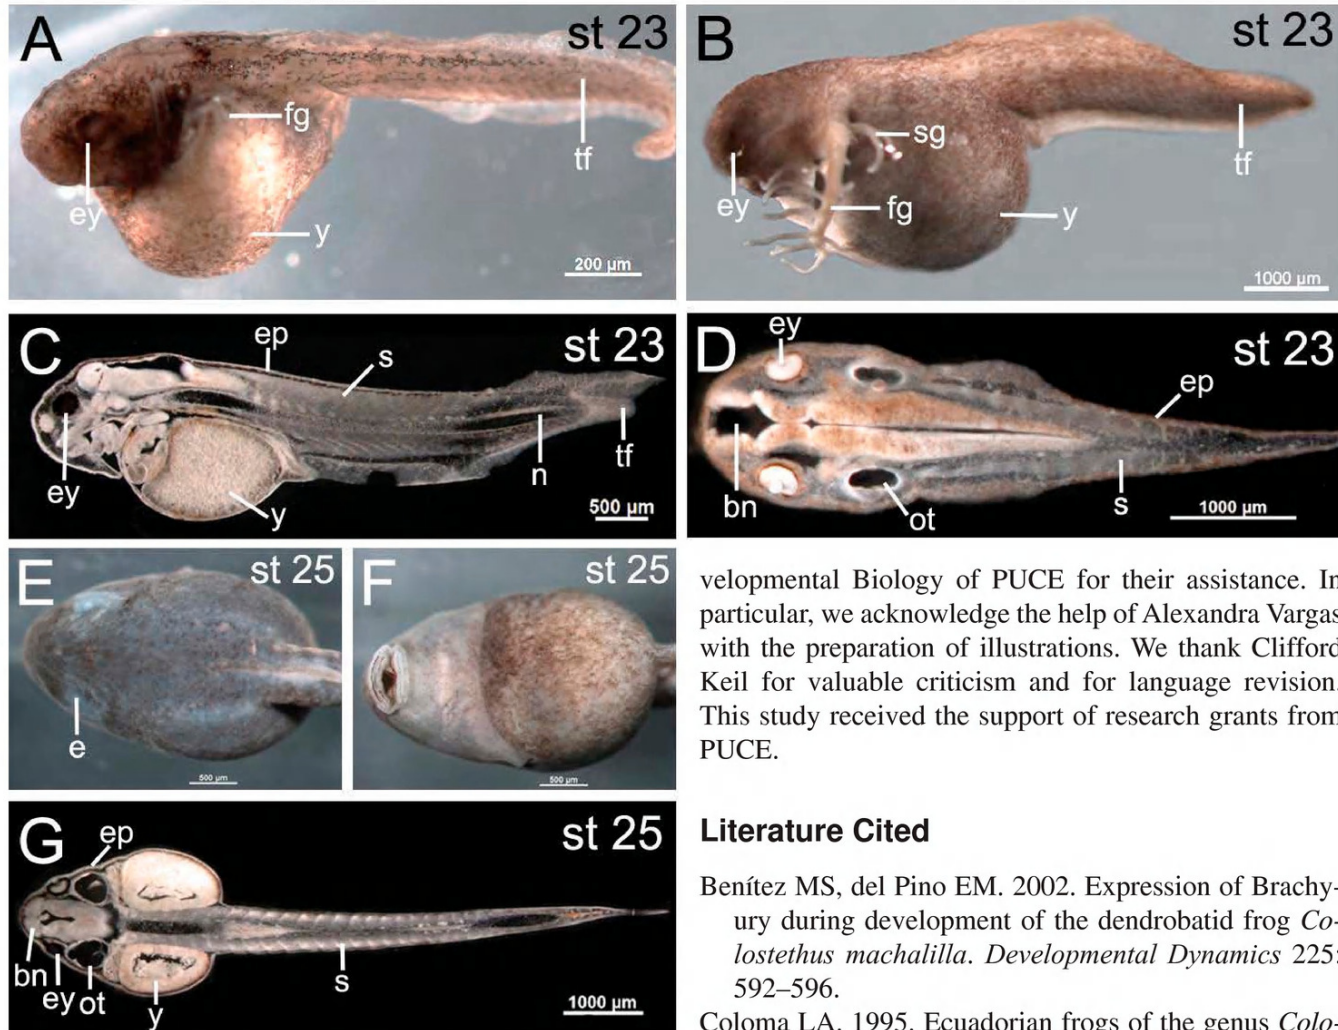 A
st 23
fg
ey
y
tf
200 µm
B
st 23
sg
ey
fg
y
tf
1000 µm
C
ep
s
st 23
ey
y
n
tf
500 µm
D
ey
st 23
ep
bn
ot
s
1000 µm
E
st 25
e
500 µm
F
st 25
500 µm
G
ep
st 25
bn
ey
ot
y
s
1000 µm
velopmental Biology of PUCE for their assistance. In
particular, we acknowledge the help of Alexandra Vargas
with the preparation of illustrations. We thank Clifford
Keil for valuable criticism and for language revision.
This study received the support of research grants from
PUCE.
Literature Cited
Benítez MS, del Pino EM. 2002. Expression of Brachy-
ury during development of the dendrobatid frog Co-
lostethus machalilla. Developmental Dynamics 225:
592–596.
Coloma LA. 1995. Ecuadorian frogs of the genus Colo-